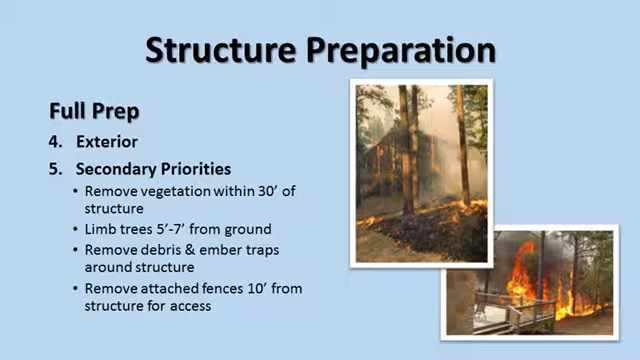 Structure Preparation
Full Prep
4. Exterior
5. Secondary Priorities
• Remove vegetation within 30’ of
structure
• Limb trees 5’-7’ from ground
• Remove debris & ember traps
around structure
• Remove attached fences 10’ from
structure for access